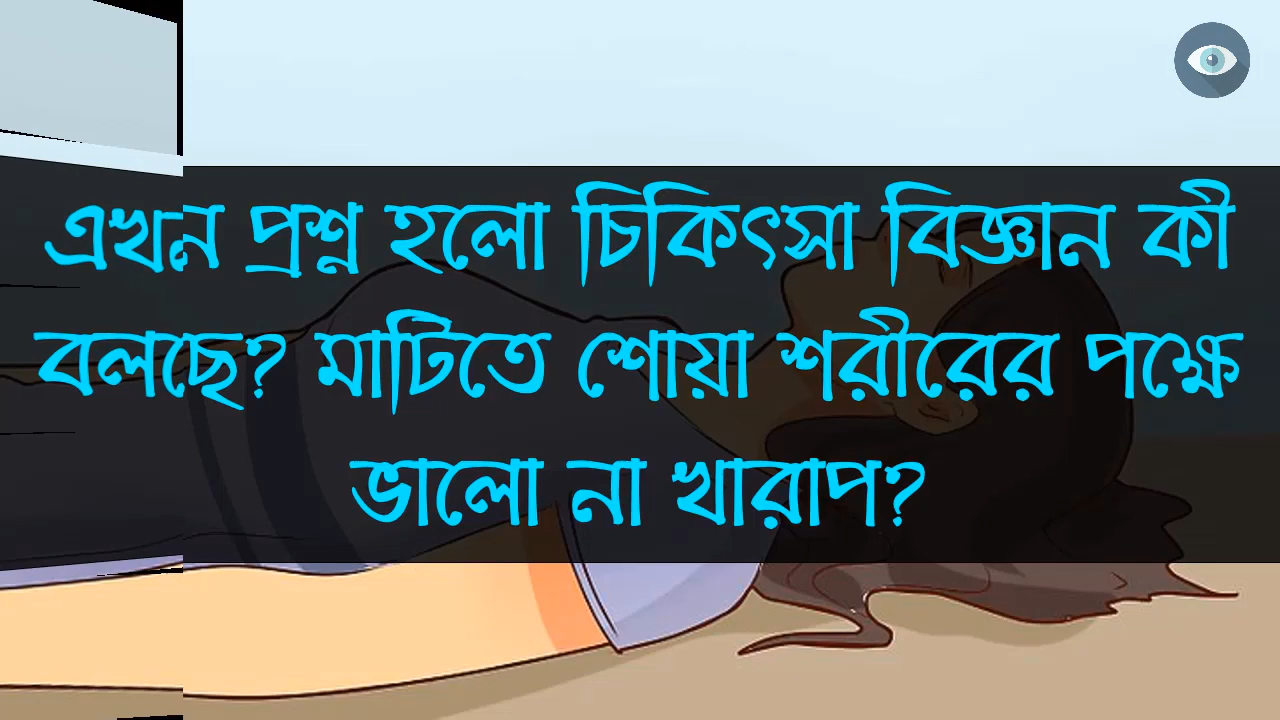 এখন প্রশ্ন হলো চিকিৎসা বিজ্ঞান কী
বলছে? মাটিতে শোয়া শরীরের পক্ষে
ভালো না খারাপ?